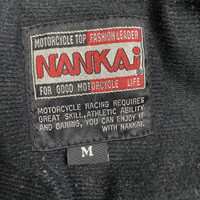 MOTORCYCLE TOP FASHION LEADER
NANKAi
FOR GOOD MOTORCYCLE LIFE
MOTORCYCLE RACING REQUIRES
GREAT SKILL, ATHLETIC ABILITY
AND DARING, YOU CAN ENJOY IT
WITH NANKAI.
M